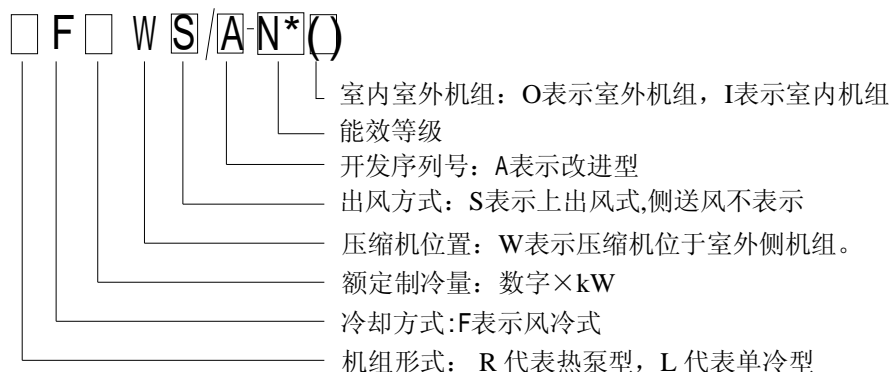 □ F □ W S / A - N* ( )
室内室外机组：O表示室外机组，I表示室内机组
能效等级
开发序列号：A表示改进型
出风方式：S表示上出风式,侧送风不表示
压缩机位置：W表示压缩机位于室外侧机组。
额定制冷量：数字×kW
冷却方式:F表示风冷式
机组形式： R 代表热泵型，L 代表单冷型